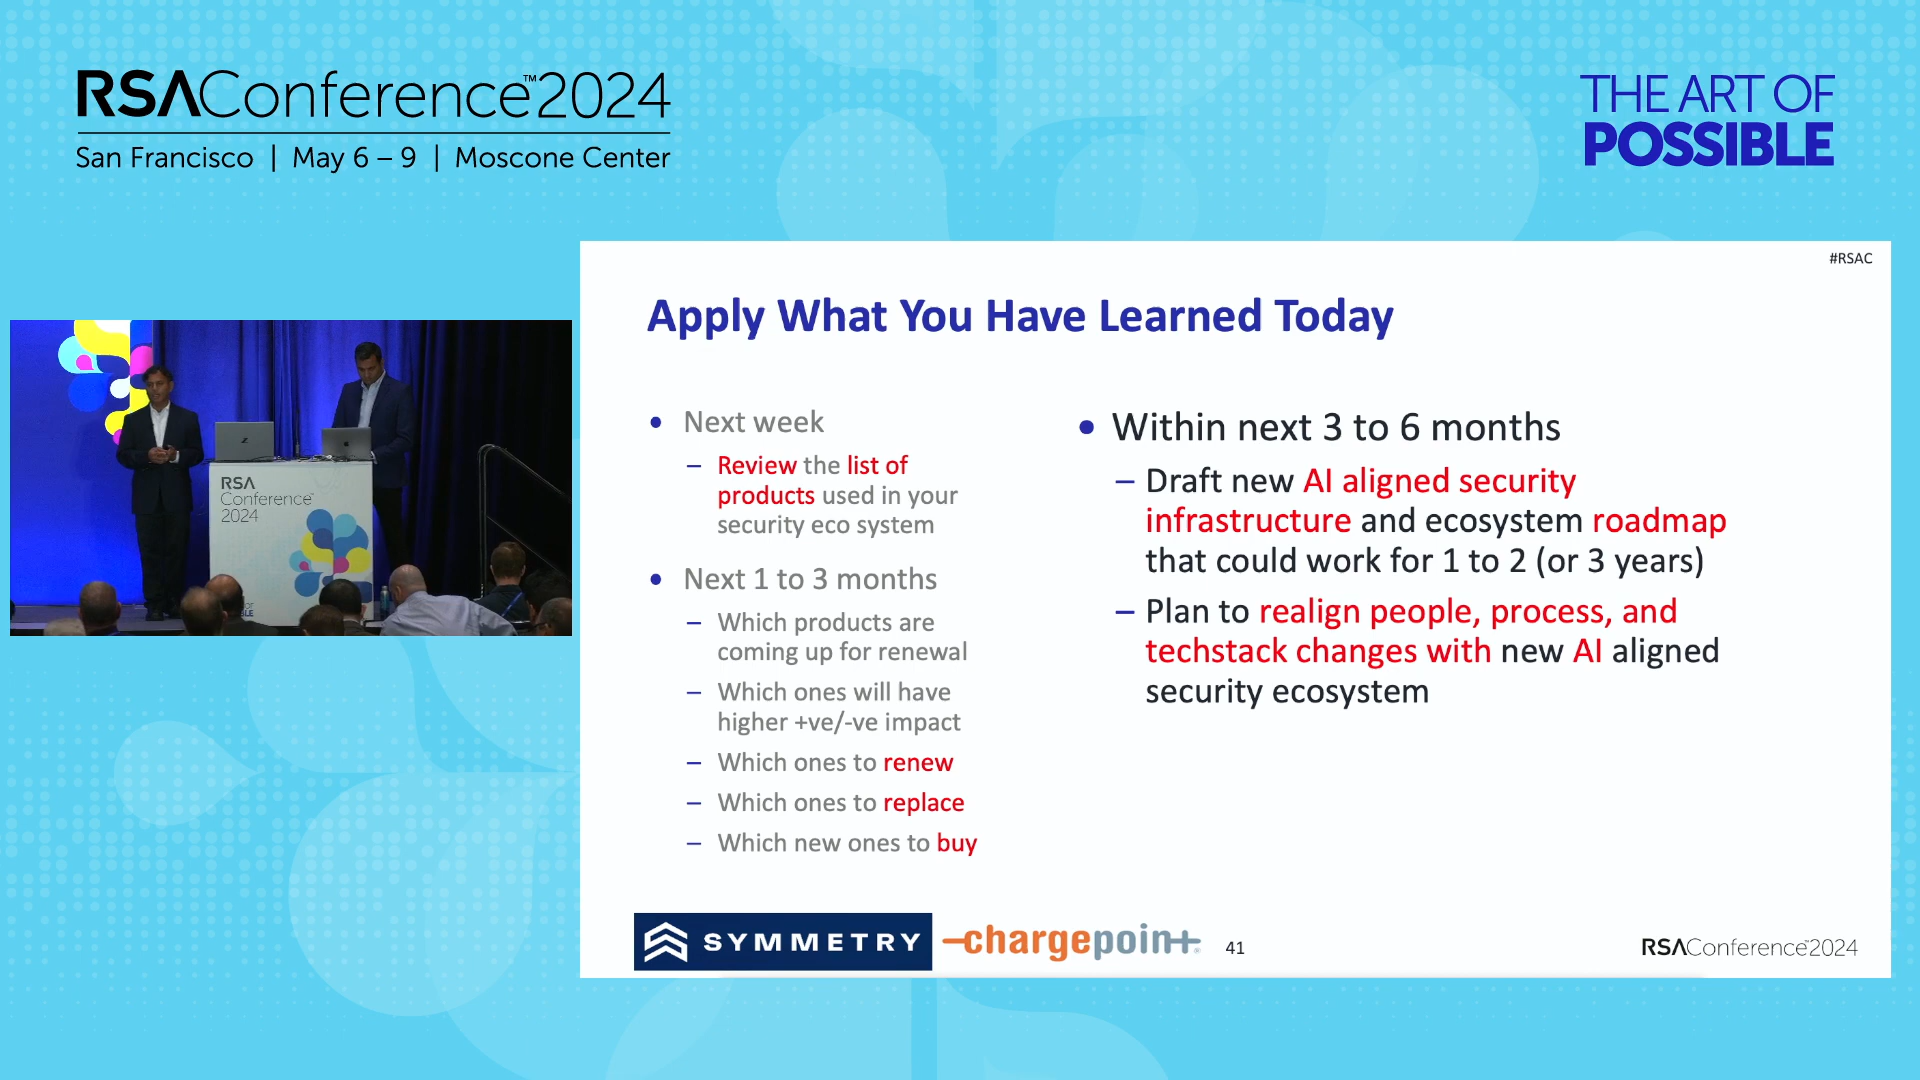 RSAConference™2024
San Francisco | May 6 – 9 | Moscone Center
THE ART OF
POSSIBLE
#RSAC
Apply What You Have Learned Today
• Next week
– Review the list of
products used in your
security eco system
• Next 1 to 3 months
– Which products are
coming up for renewal
– Which ones will have
higher +ve/-ve impact
– Which ones to renew
– Which ones to replace
– Which new ones to buy
• Within next 3 to 6 months
– Draft new AI aligned security
infrastructure and ecosystem roadmap
that could work for 1 to 2 (or 3 years)
– Plan to realign people, process, and
techstack changes with new AI aligned
security ecosystem
SYMMETRY
chargepoin+
41
RSAConference™2024
RSA
Conference™
2024